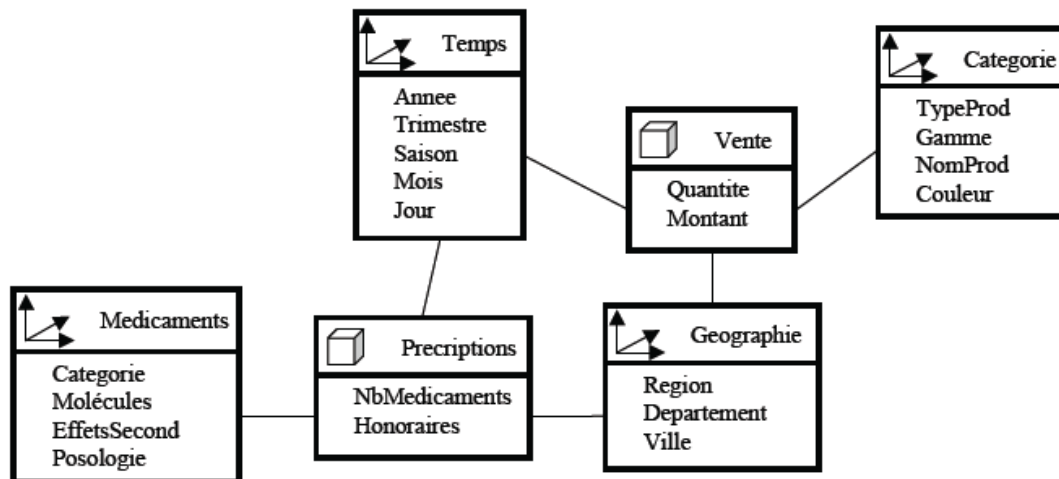 Temps
Annee
Trimestre
Saison
Mois
Jour
Vente
Quantite
Montant
Categorie
TypeProd
Gamme
NomProd
Couleur
Medicaments
Categorie
Molécules
EffetsSecond
Posologie
Precriptions
NbMedicaments
Honoraires
Geographie
Region
Departement
Ville